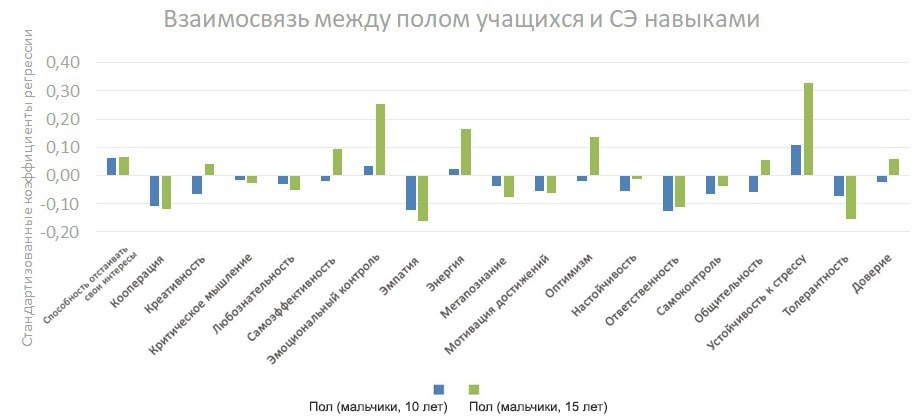 Взаимосвязь между полом учащихся и СЭ навыками
Стандартизованные коэффициенты регрессии
0,40
0,30
0,20
0,10
0,00
-0,10
-0,20
Способность отстаивать
свои интересы
Кооперация
Креативность
Критическое мышление
Любознательность
Самоэффективность
Эмоциональный контроль
Эмпатия
Энергия
Метапознание
Мотивация достижений
Оптимизм
Настойчивость
Ответственность
Самоконтроль
Общительность
Устойчивость к стрессу
Толерантность
Доверие
Пол (мальчики, 10 лет)
Пол (мальчики, 15 лет)